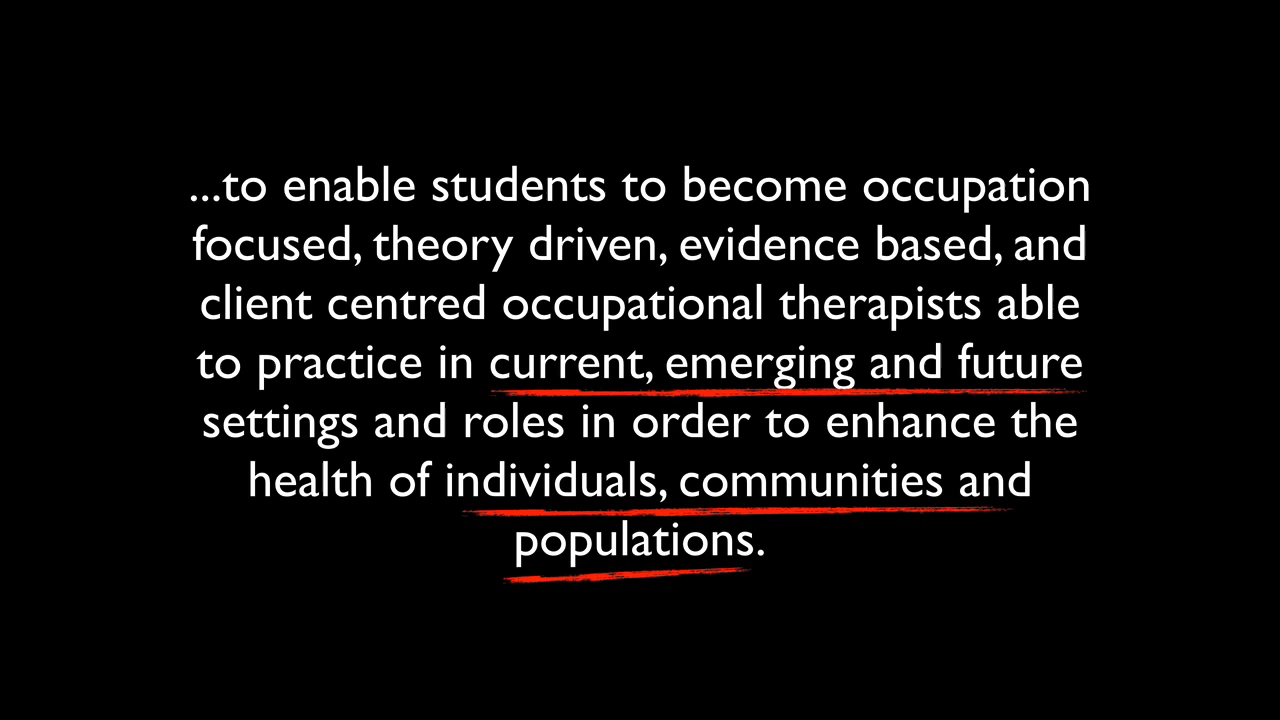 ...to enable students to become occupation
focused, theory driven, evidence based, and
client centred occupational therapists able
to practice in current, emerging and future
settings and roles in order to enhance the
health of individuals, communities and
populations.